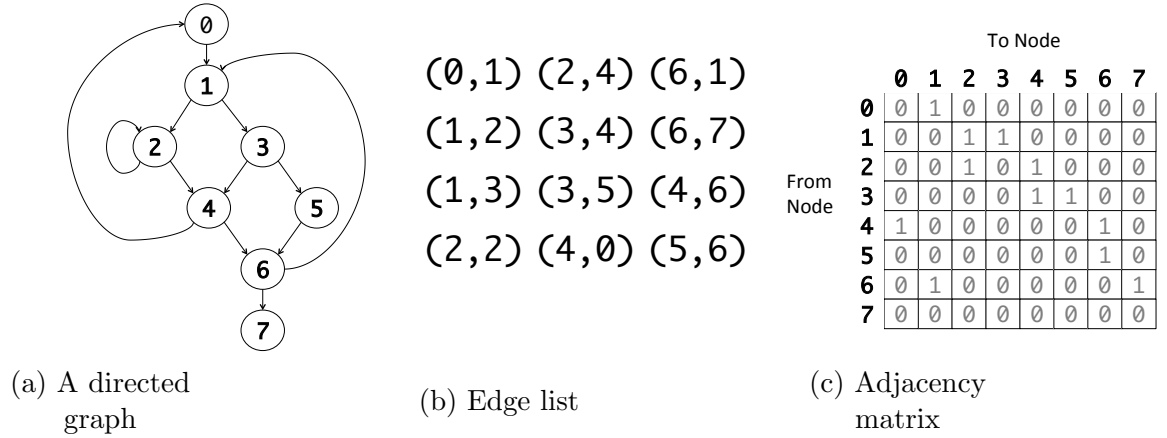 0
1
2
3
4
5
6
7
(a) A directed
graph
(0,1) (2,4) (6,1)
(1,2) (3,4) (6,7)
(1,3) (3,5) (4,6)
(2,2) (4,0) (5,6)
(b) Edge list
To Node
0 1 2 3 4 5 6 7
From
Node
0 0 1 0 0 0 0 0 0
1 0 0 1 1 0 0 0 0
2 0 0 1 0 1 0 0 0
3 0 0 0 0 1 1 0 0
4 1 0 0 0 0 0 1 0
5 0 0 0 0 0 0 1 0
6 0 1 0 0 0 0 0 1
7 0 0 0 0 0 0 0 0
(c) Adjacency
matrix